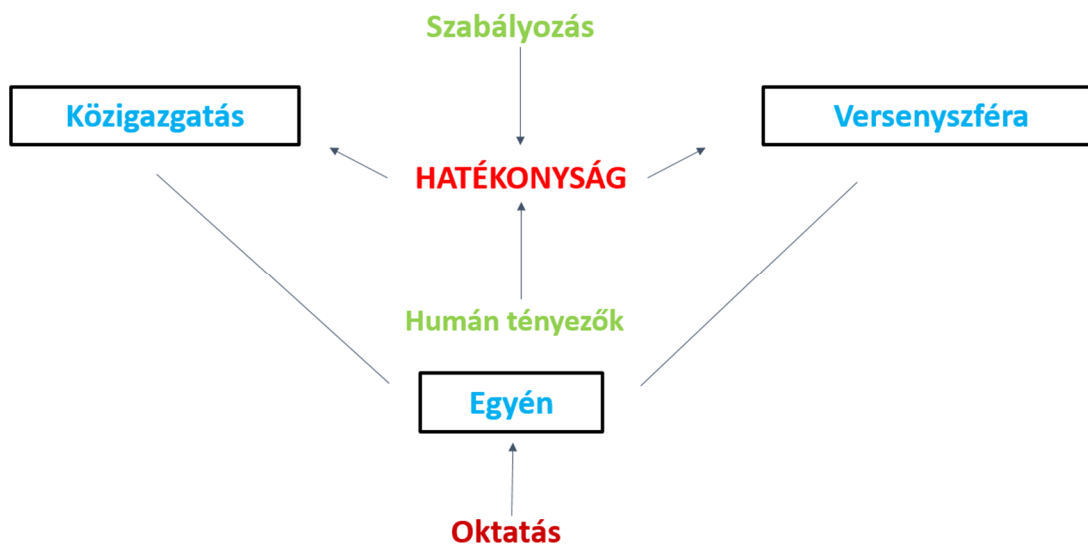 Szabályozás
Közigazgatás
Versenyszféra
HATÉKONYSÁG
Humán tényezők
Egyén
Oktatás